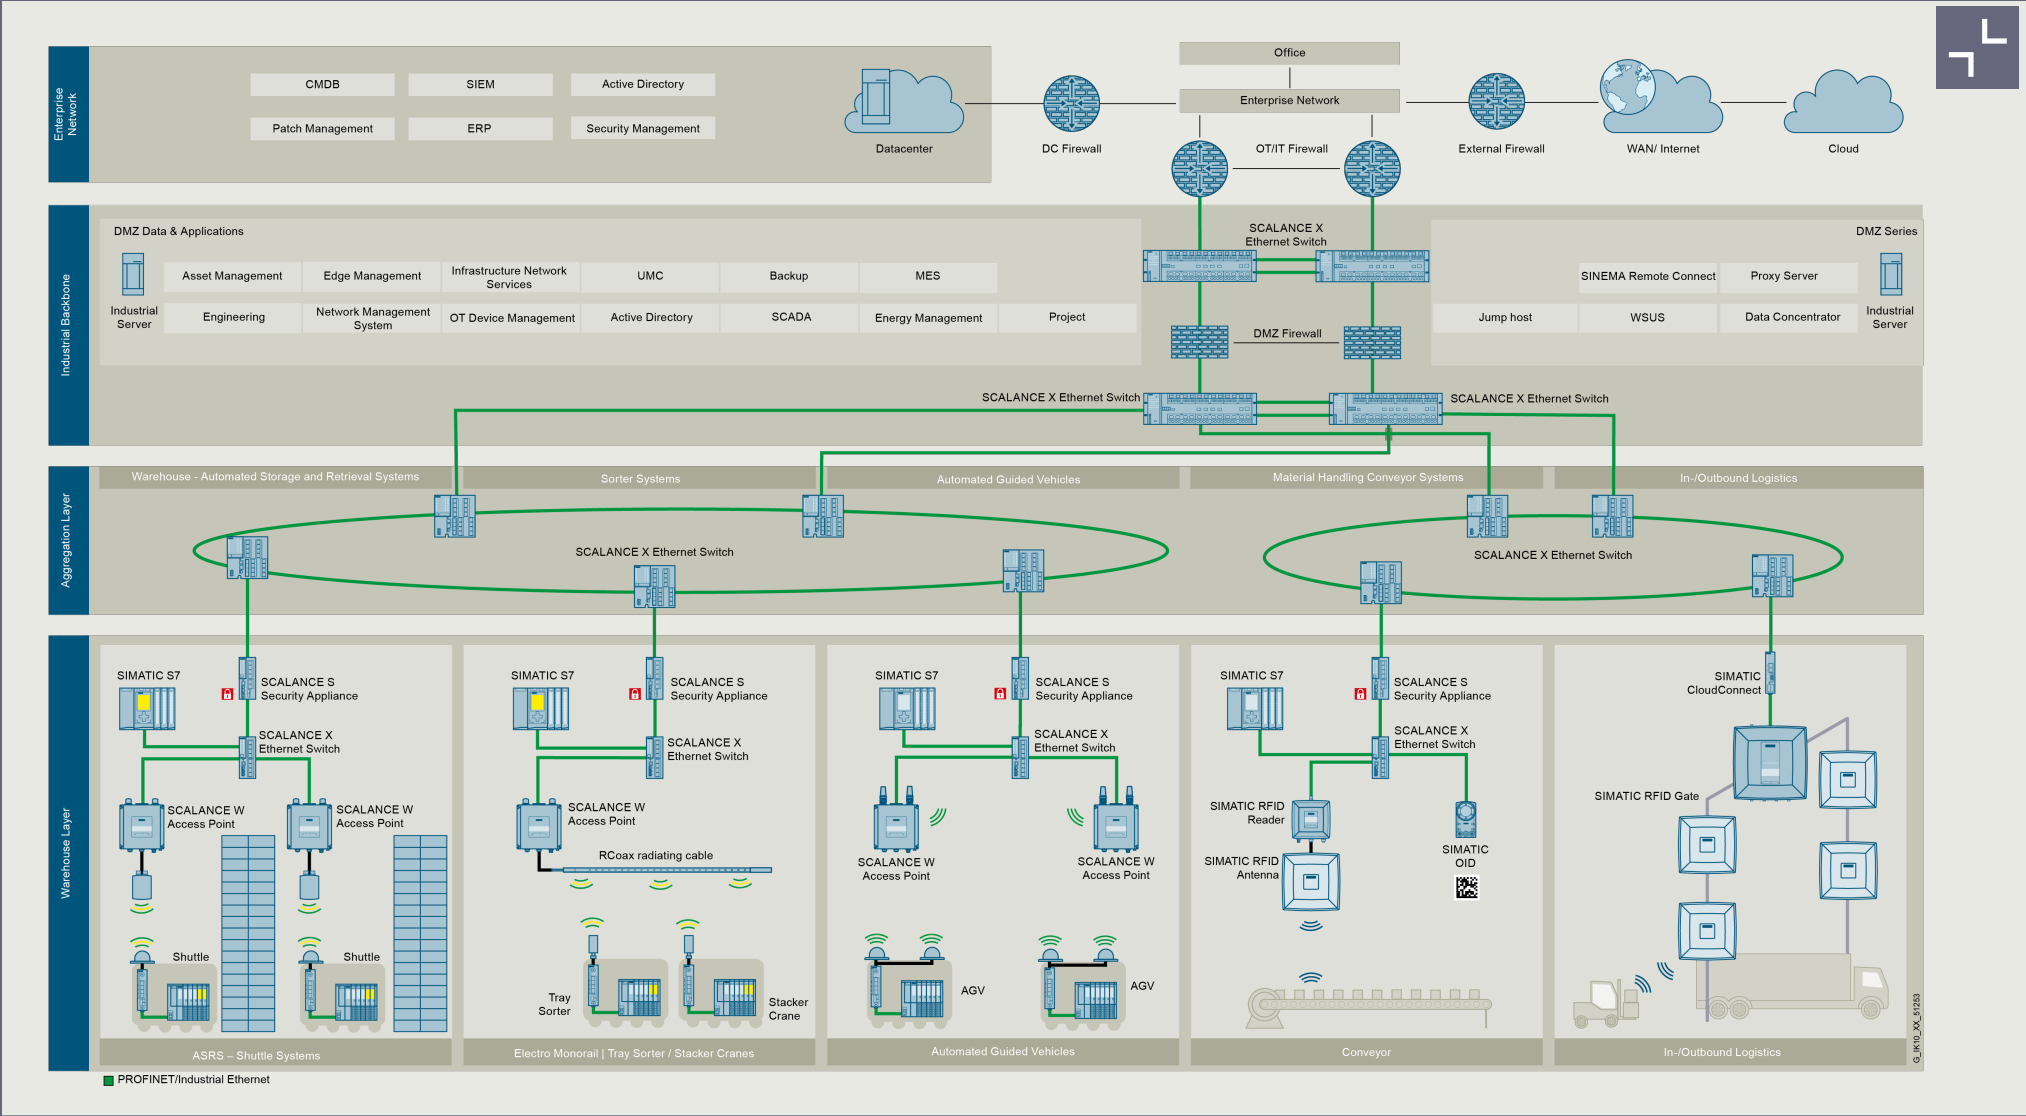 Enterprise
Network
CMDB
SIEM
Active Directory
Patch Management
ERP
Security Management
Datacenter
DC Firewall
Office
Enterprise Network
OT/IT Firewall
External Firewall
WAN/ Internet
Cloud
Industrial Backbone
DMZ Data & Applications
Industrial
Server
Asset Management
Edge Management
Infrastructure Network
Services
UMC
Backup
MES
Engineering
Network Management
System
OT Device Management
Active Directory
SCADA
Energy Management
Project
SCALANCE X
Ethernet Switch
DMZ Firewall
DMZ Series
SINEMA Remote Connect
Proxy Server
Jump host
WSUS
Data Concentrator
Industrial
Server
SCALANCE X Ethernet Switch
SCALANCE X Ethernet Switch
Aggregation Layer
Warehouse - Automated Storage and Retrieval Systems
Sorter Systems
Automated Guided Vehicles
Material Handling Conveyor Systems
In-/Outbound Logistics
SCALANCE X Ethernet Switch
SCALANCE X Ethernet Switch
Warehouse Layer
SIMATIC S7
SCALANCE S
Security Appliance
SCALANCE X
Ethernet Switch
SCALANCE W
Access Point
SCALANCE W
Access Point
Shuttle
Shuttle
ASRS – Shuttle Systems
SIMATIC S7
SCALANCE S
Security Appliance
SCALANCE X
Ethernet Switch
SCALANCE W
Access Point
RCoax radiating cable
Tray
Sorter
Stacker
Crane
Electro Monorail | Tray Sorter / Stacker Cranes
SIMATIC S7
SCALANCE S
Security Appliance
SCALANCE X
Ethernet Switch
SCALANCE W
Access Point
SCALANCE W
Access Point
AGV
AGV
Automated Guided Vehicles
SIMATIC S7
SCALANCE S
Security Appliance
SCALANCE X
Ethernet Switch
SIMATIC RFID
Reader
SIMATIC RFID
Antenna
SIMATIC
OID
Conveyor
SIMATIC
CloudConnect
SIMATIC RFID Gate
In-/Outbound Logistics
G_IK10_XX_51253
PROFINET/Industrial Ethernet